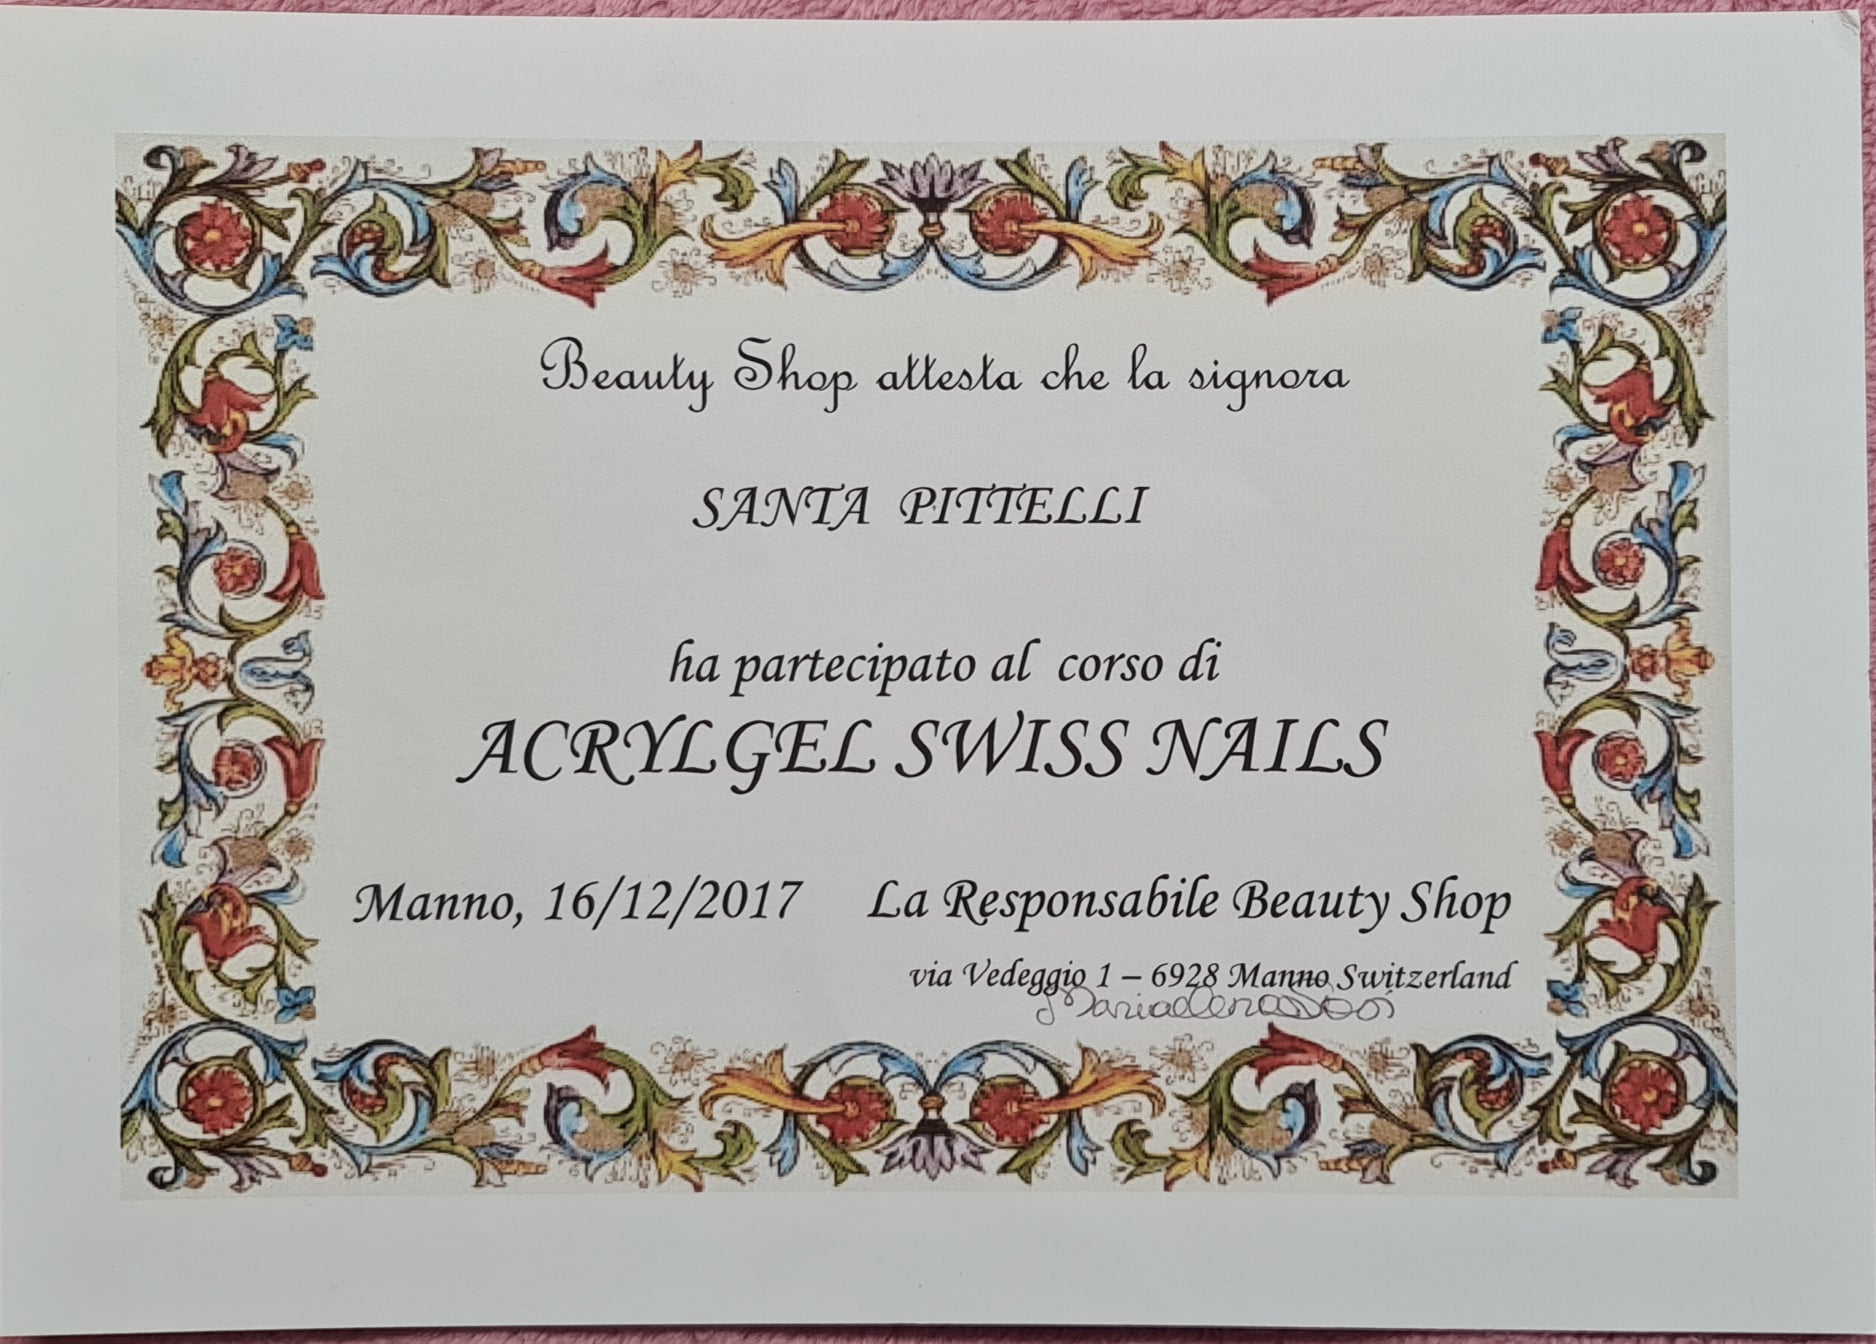 Beauty Shop attesta che la signora
SANTA PITTELLI
ha partecipato al corso di
ACRYLGEL SWISS NAILS
Manno, 16/12/2017 La Responsabile Beauty Shop
via Vedeggio 1 – 6928 Manno Switzerland